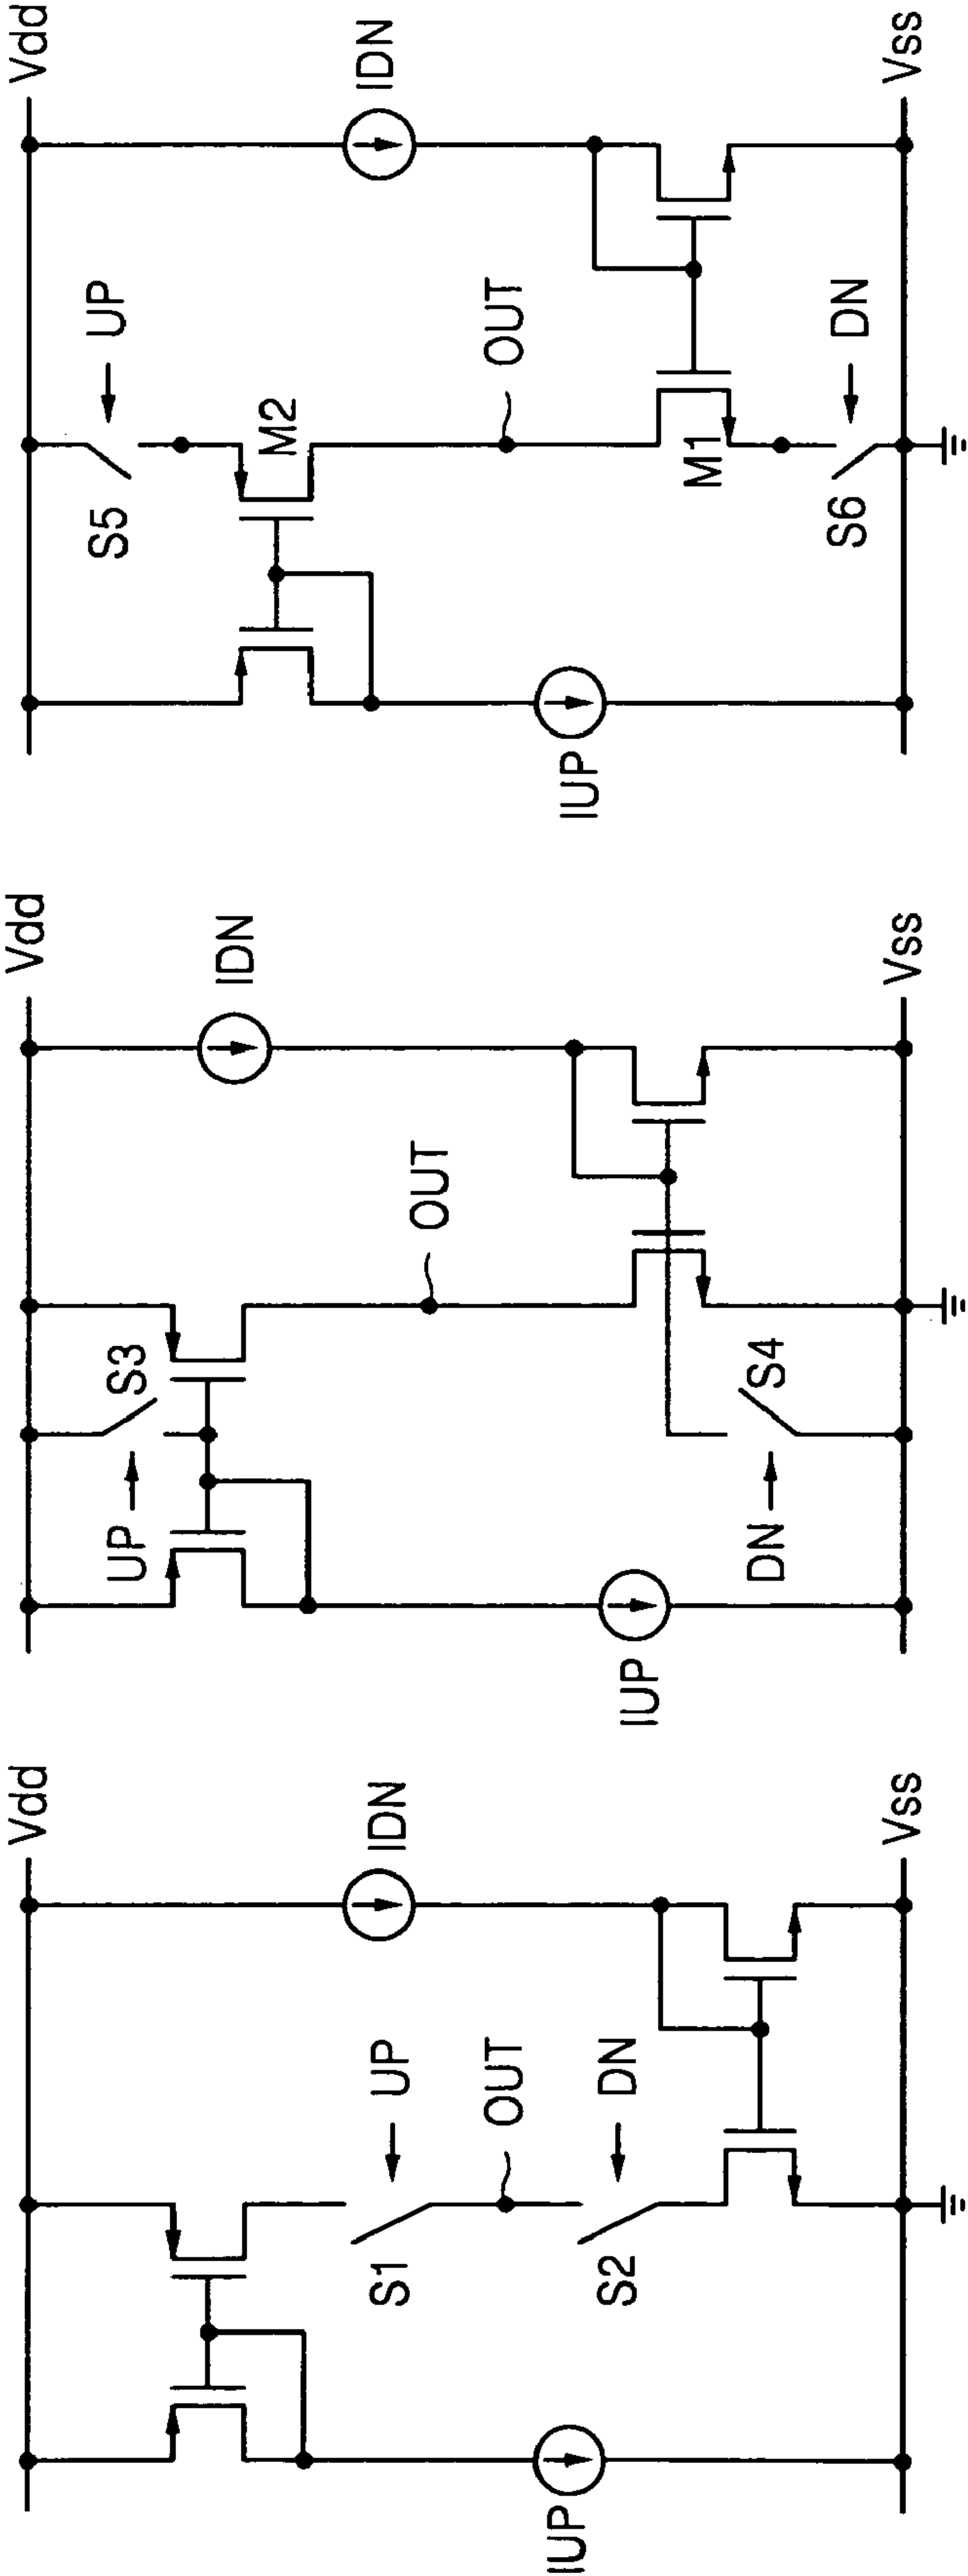 Vdd
IUP
S1
UP
OUT
S2
DN
IDN
Vss
Vdd
UP
S3
IUP
OUT
DN
S4
IDN
Vss
Vdd
S5
UP
M2
IUP
OUT
M1
S6
DN
IDN
Vss